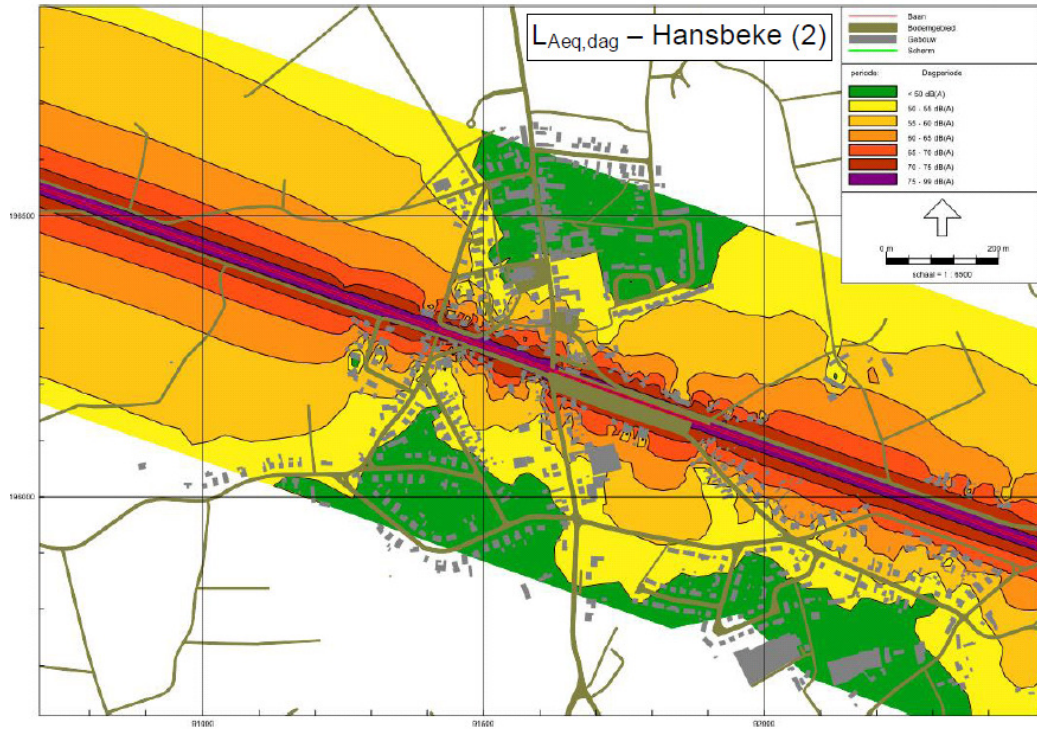 L Aeq,dag – Hansbeke (2)
Baan
Bodemgebied
Gebouw
Scherm
periode: Dagperiode
< 50 dB(A)
50 - 55 dB(A)
55 - 60 dB(A)
60 - 65 dB(A)
65 - 70 dB(A)
70 - 75 dB(A)
75 - 99 dB(A)
0 m 200 m
schaal = 1 : 6500
196500
196000
91000 91500 92000